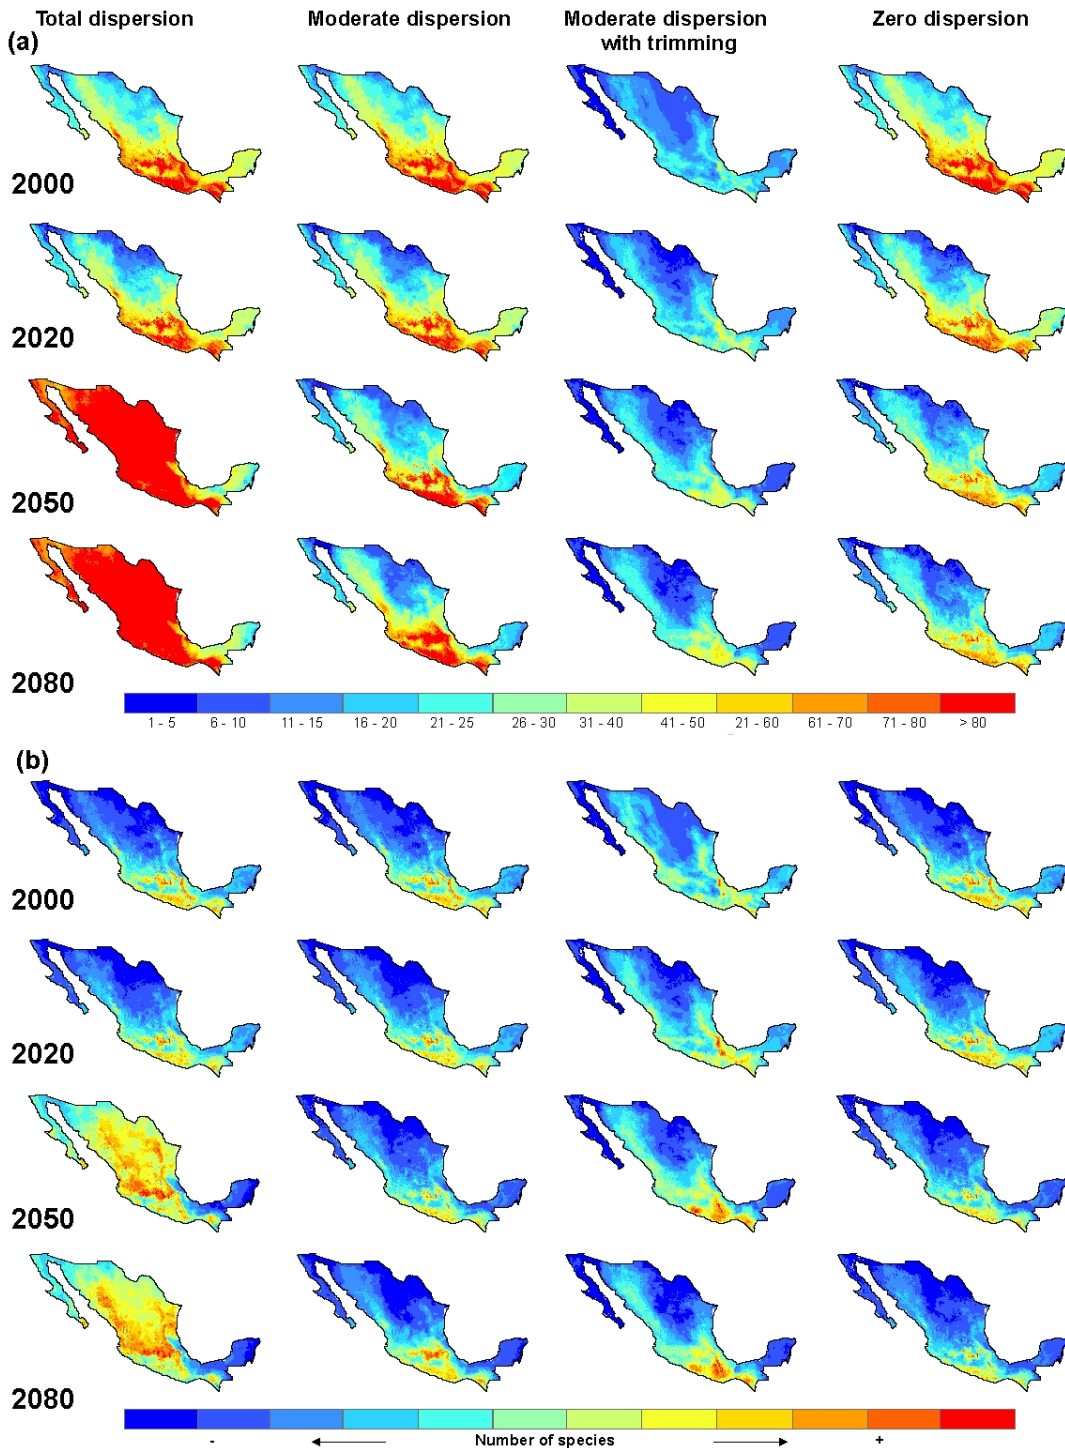 Total dispersion Moderate dispersion Moderate dispersion Zero dispersion
with trimming
(a)
2000
2020
2050
2080
1 - 5 6 - 10 11 - 15 16 - 20 21 - 25 26 - 30 31 - 40 41 - 50 21 - 60 61 - 70 71 - 80 > 80
(b)
2000
2020
2050
2080
- Number of species +